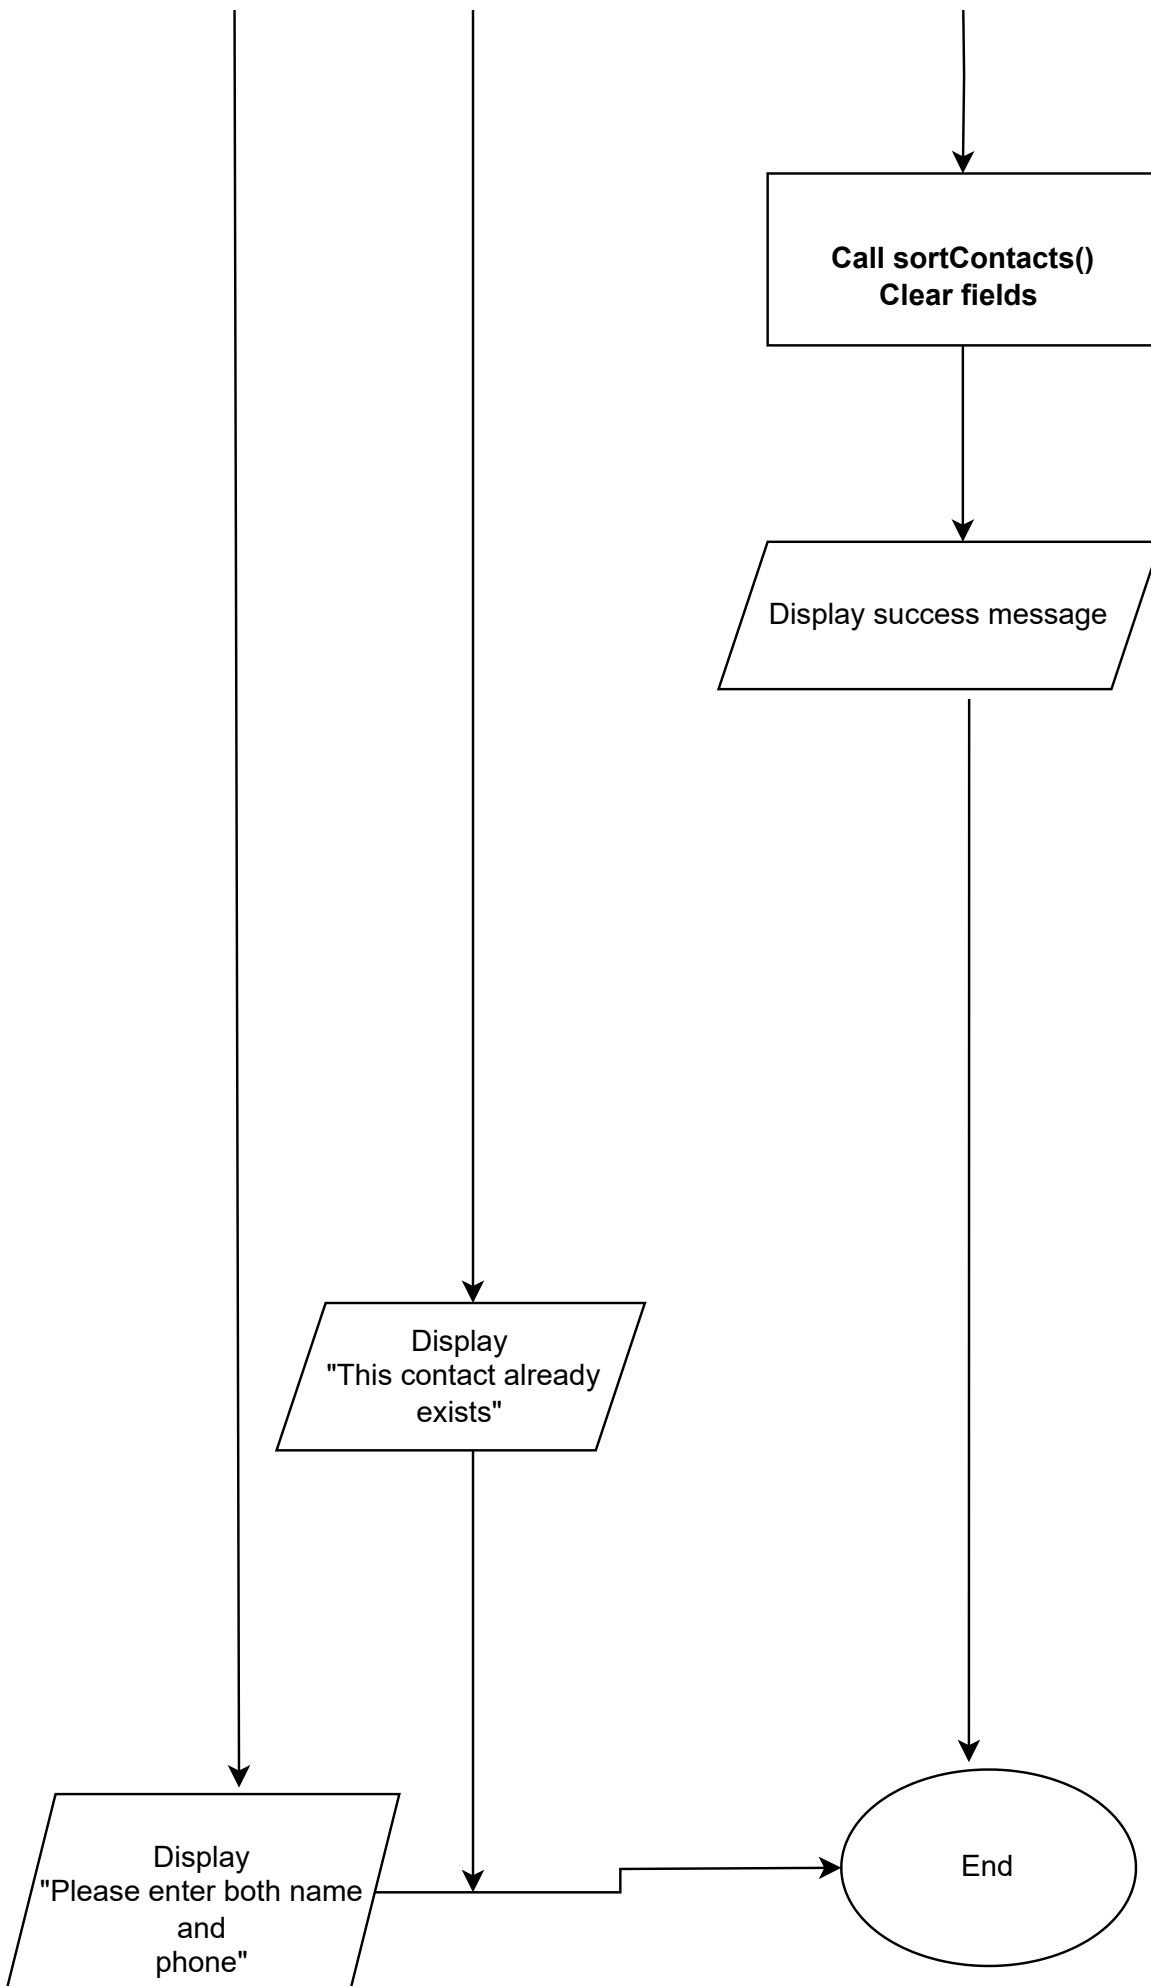 Call sortContacts()
Clear fields
Display success message
Display
"This contact already
exists"
Display
"Please enter both name
and
phone"
End